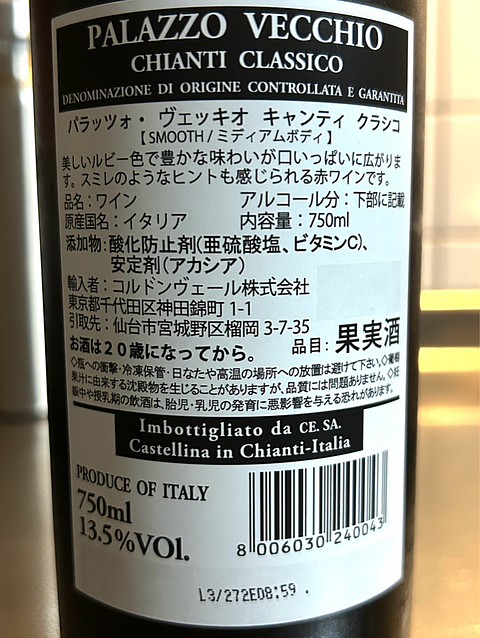 PALAZZO VECCHIO
CHIANTI CLASSICO
DENOMINAZIONE DI ORIGINE CONTROLLATA E GARANTITA
パラッツォ・ ヴェッキオ キャンティ クラシコ
【 SMOOTH / ミディアムボディ 】
美しいルビー色で豊かな味わいが口いっぱいに広がりま
す。スミレのようなヒントも感じられる赤ワインです。
品名：ワイン アルコール分：下部に記載
原産国名：イタリア 内容量：750ml
添加物：酸化防止剤(亜硫酸塩、ビタミンC)、
安定剤(アカシア)
輸入者：コルドンヴェール株式会社
東京都千代田区神田錦町 1-1
引取先：仙台市宮城野区榴岡 3-7-35
お酒は20歳になってから。 品目：果実酒
◇瓶への衝撃・冷凍保管・日なたや高温の場所への放置は避けて下さい。◇葡萄
果汁に由来する沈殿物を生じることがありますが、品質には問題ありません。◇妊
娠中や授乳期の飲酒は、胎児・乳児の発育に悪影響を与える恐れがあります。
Imbottigliato da CE. SA.
Castellina in Chianti-Italia
PRODUCE OF ITALY
750ml
13.5%VOl.
8 006030 240043
L3/272E08:59 .